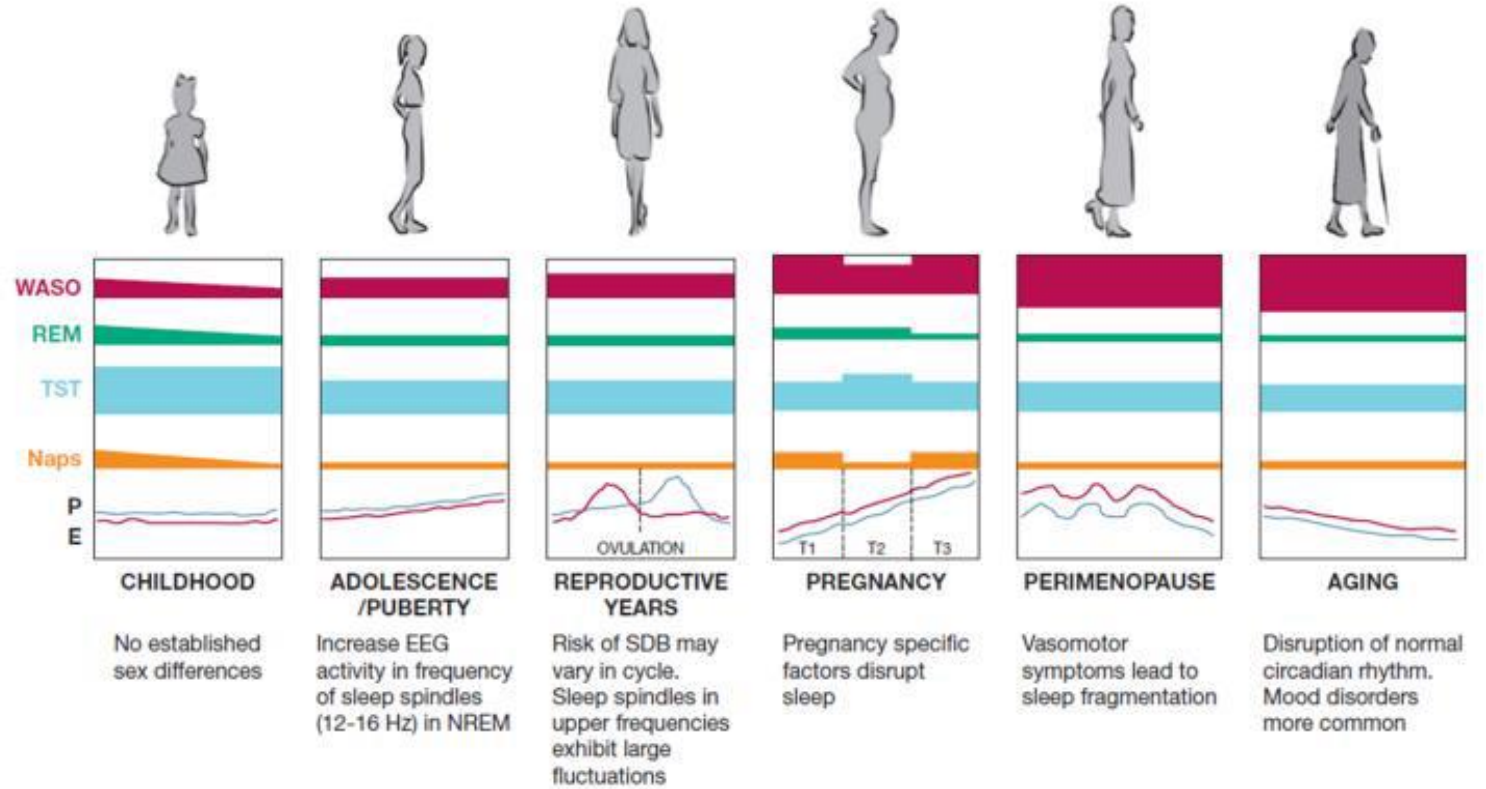 WASO
REM
TST
Naps
P
E
OVULATION
T1 T2 T3
CHILDHOOD
No established
sex differences
ADOLESCENCE
/PUBERTY
Increase EEG
activity in frequency
of sleep spindles
(12-16 Hz) in NREM
REPRODUCTIVE
YEARS
Risk of SDB may
vary in cycle.
Sleep spindles in
upper frequencies
exhibit large
fluctuations
PREGNANCY
Pregnancy specific
factors disrupt
sleep
PERIMENOPAUSE
Vasomotor
symptoms lead to
sleep fragmentation
AGING
Disruption of normal
circadian rhythm.
Mood disorders
more common